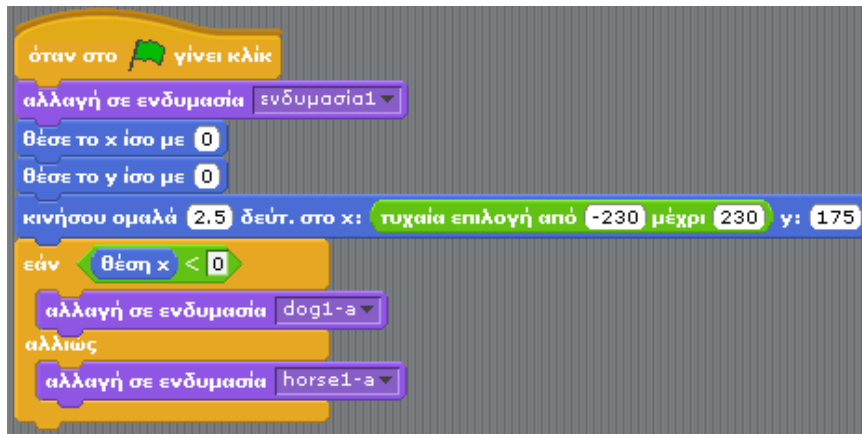 όταν στο γίνει κλίκ
αλλαγή σε ενδυμασία ενδυμασία1
θέσε το x ίσο με 0
θέσε το y ίσο με 0
κινήσου ομαλά 2.5 δεύτ. στο x: τυχαία επιλογή από -230 μέχρι 230 y: 175
εάν θέση x < 0
αλλαγή σε ενδυμασία dog1-a
αλλιώς
αλλαγή σε ενδυμασία horse1-a